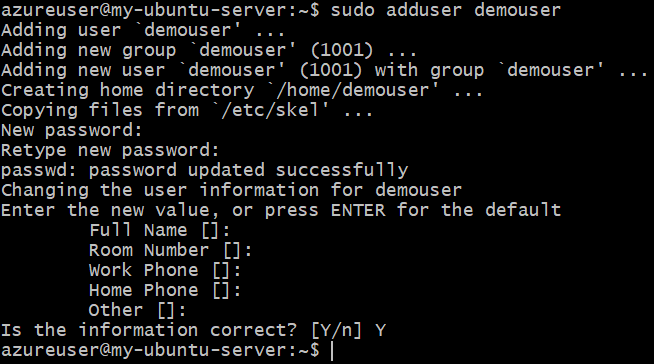 azureuser@my-ubuntu-server:~$ sudo adduser demouser
Adding user `demouser' ...
Adding new group `demouser' (1001) ...
Adding new user `demouser' (1001) with group `demouser' ...
Creating home directory `/home/demouser' ...
Copying files from `/etc/skel' ...
New password:
Retype new password:
passwd: password updated successfully
Changing the user information for demouser
Enter the new value, or press ENTER for the default
        Full Name []:
        Room Number []:
        Work Phone []:
        Home Phone []:
        Other []:
Is the information correct? [Y/n] Y
azureuser@my-ubuntu-server:~$